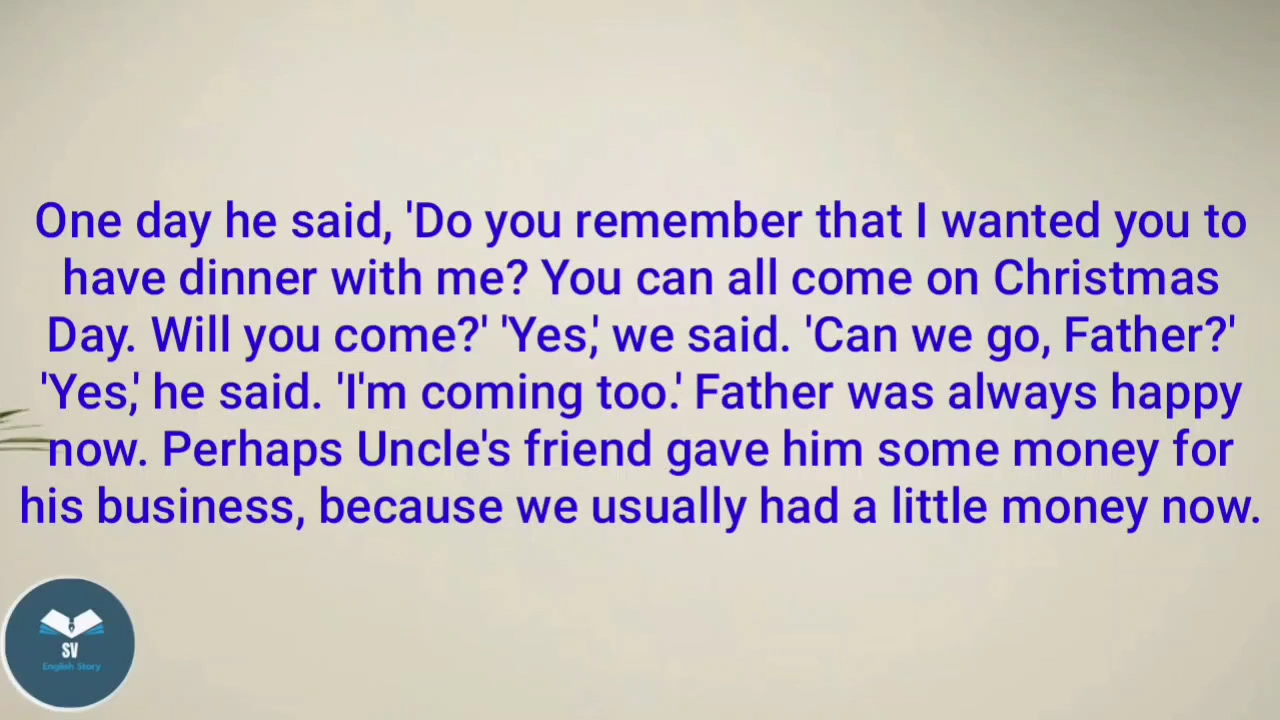 One day he said, 'Do you remember that I wanted you to
have dinner with me? You can all come on Christmas
Day. Will you come?' 'Yes,' we said. 'Can we go, Father?'
'Yes,' he said. 'I'm coming too.' Father was always happy
now. Perhaps Uncle's friend gave him some money for
his business, because we usually had a little money now.
SV
English Story